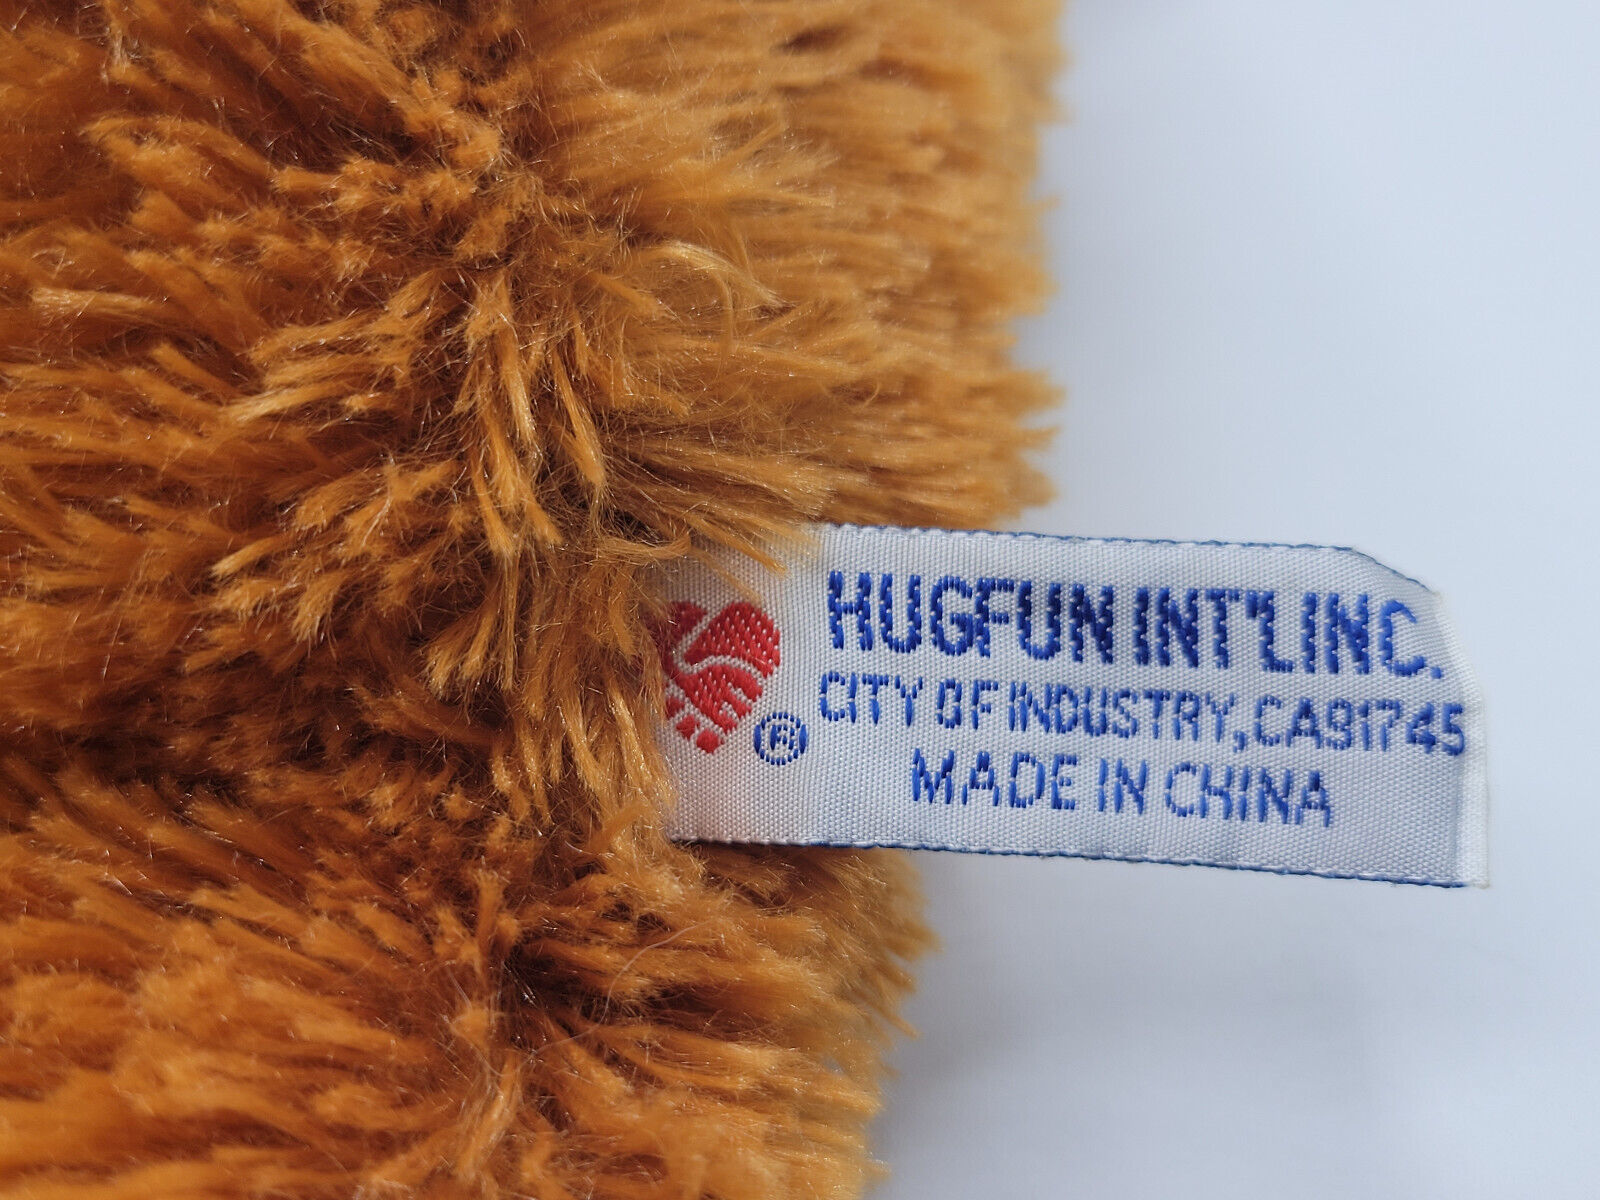 HUGFUN INT'L INC.
CITY OF INDUSTRY, CA91745
MADE IN CHINA
®